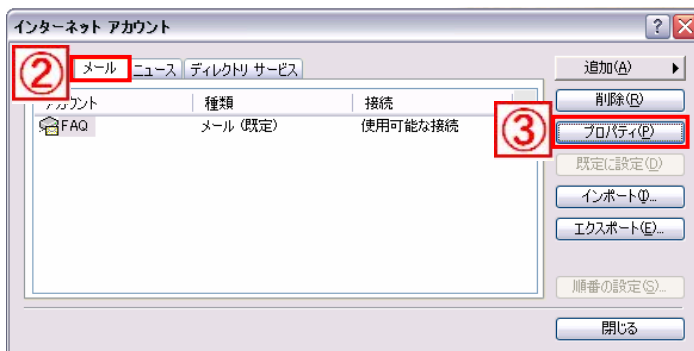 インターネット アカウント
② メール ニュース ディレクトリ サービス
追加(A)
アカウント 種類 接続
削除(R)
FAQ メール (既定) 使用可能な接続
③ プロパティ(P)
既定に設定(D)
インポート(I)...
エクスポート(E)...
順番の設定(S)...
閉じる